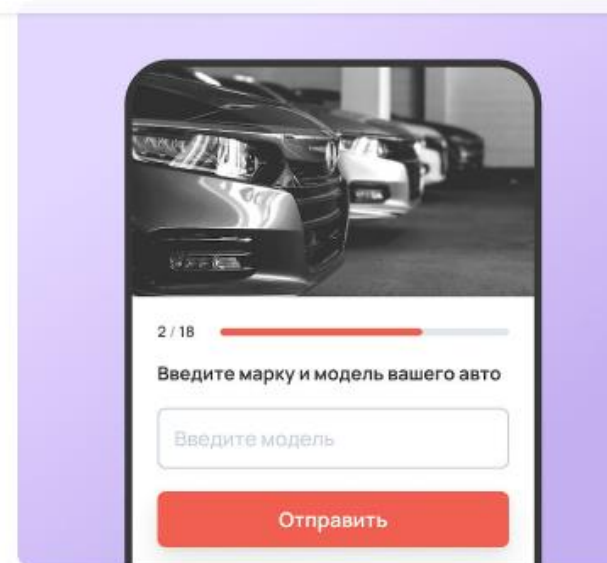 2 / 18
Введите марку и модель вашего авто
Введите модель
Отправить